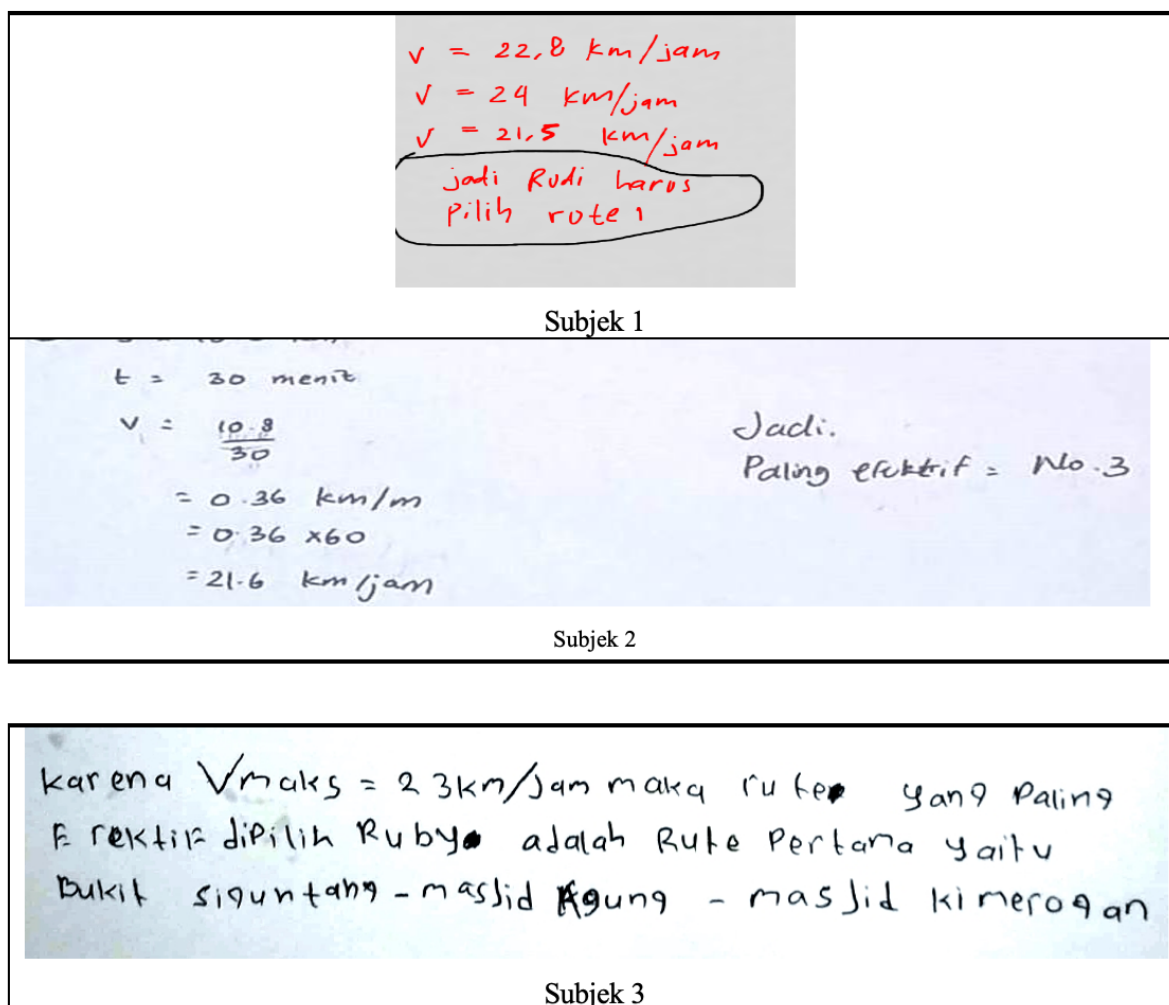 v = 22,8 km/jam
v = 24 km/jam
v = 21,5 km/jam
jadi Rudi harus
pilih rute 1
Subjek 1
t = 30 menit
v = 10.8
30
= 0.36 km/m
= 0.36 x60
= 21.6 km/jam
Jadi.
Paling efektif = No.3
Subjek 2
karena Vmaks = 23km/Jam maka rute yang Paling
Efektif dipilih Ruby adalah Rute Pertama yaitu
Bukit siguntang - masjid Agung - masjid ki merogan
Subjek 3